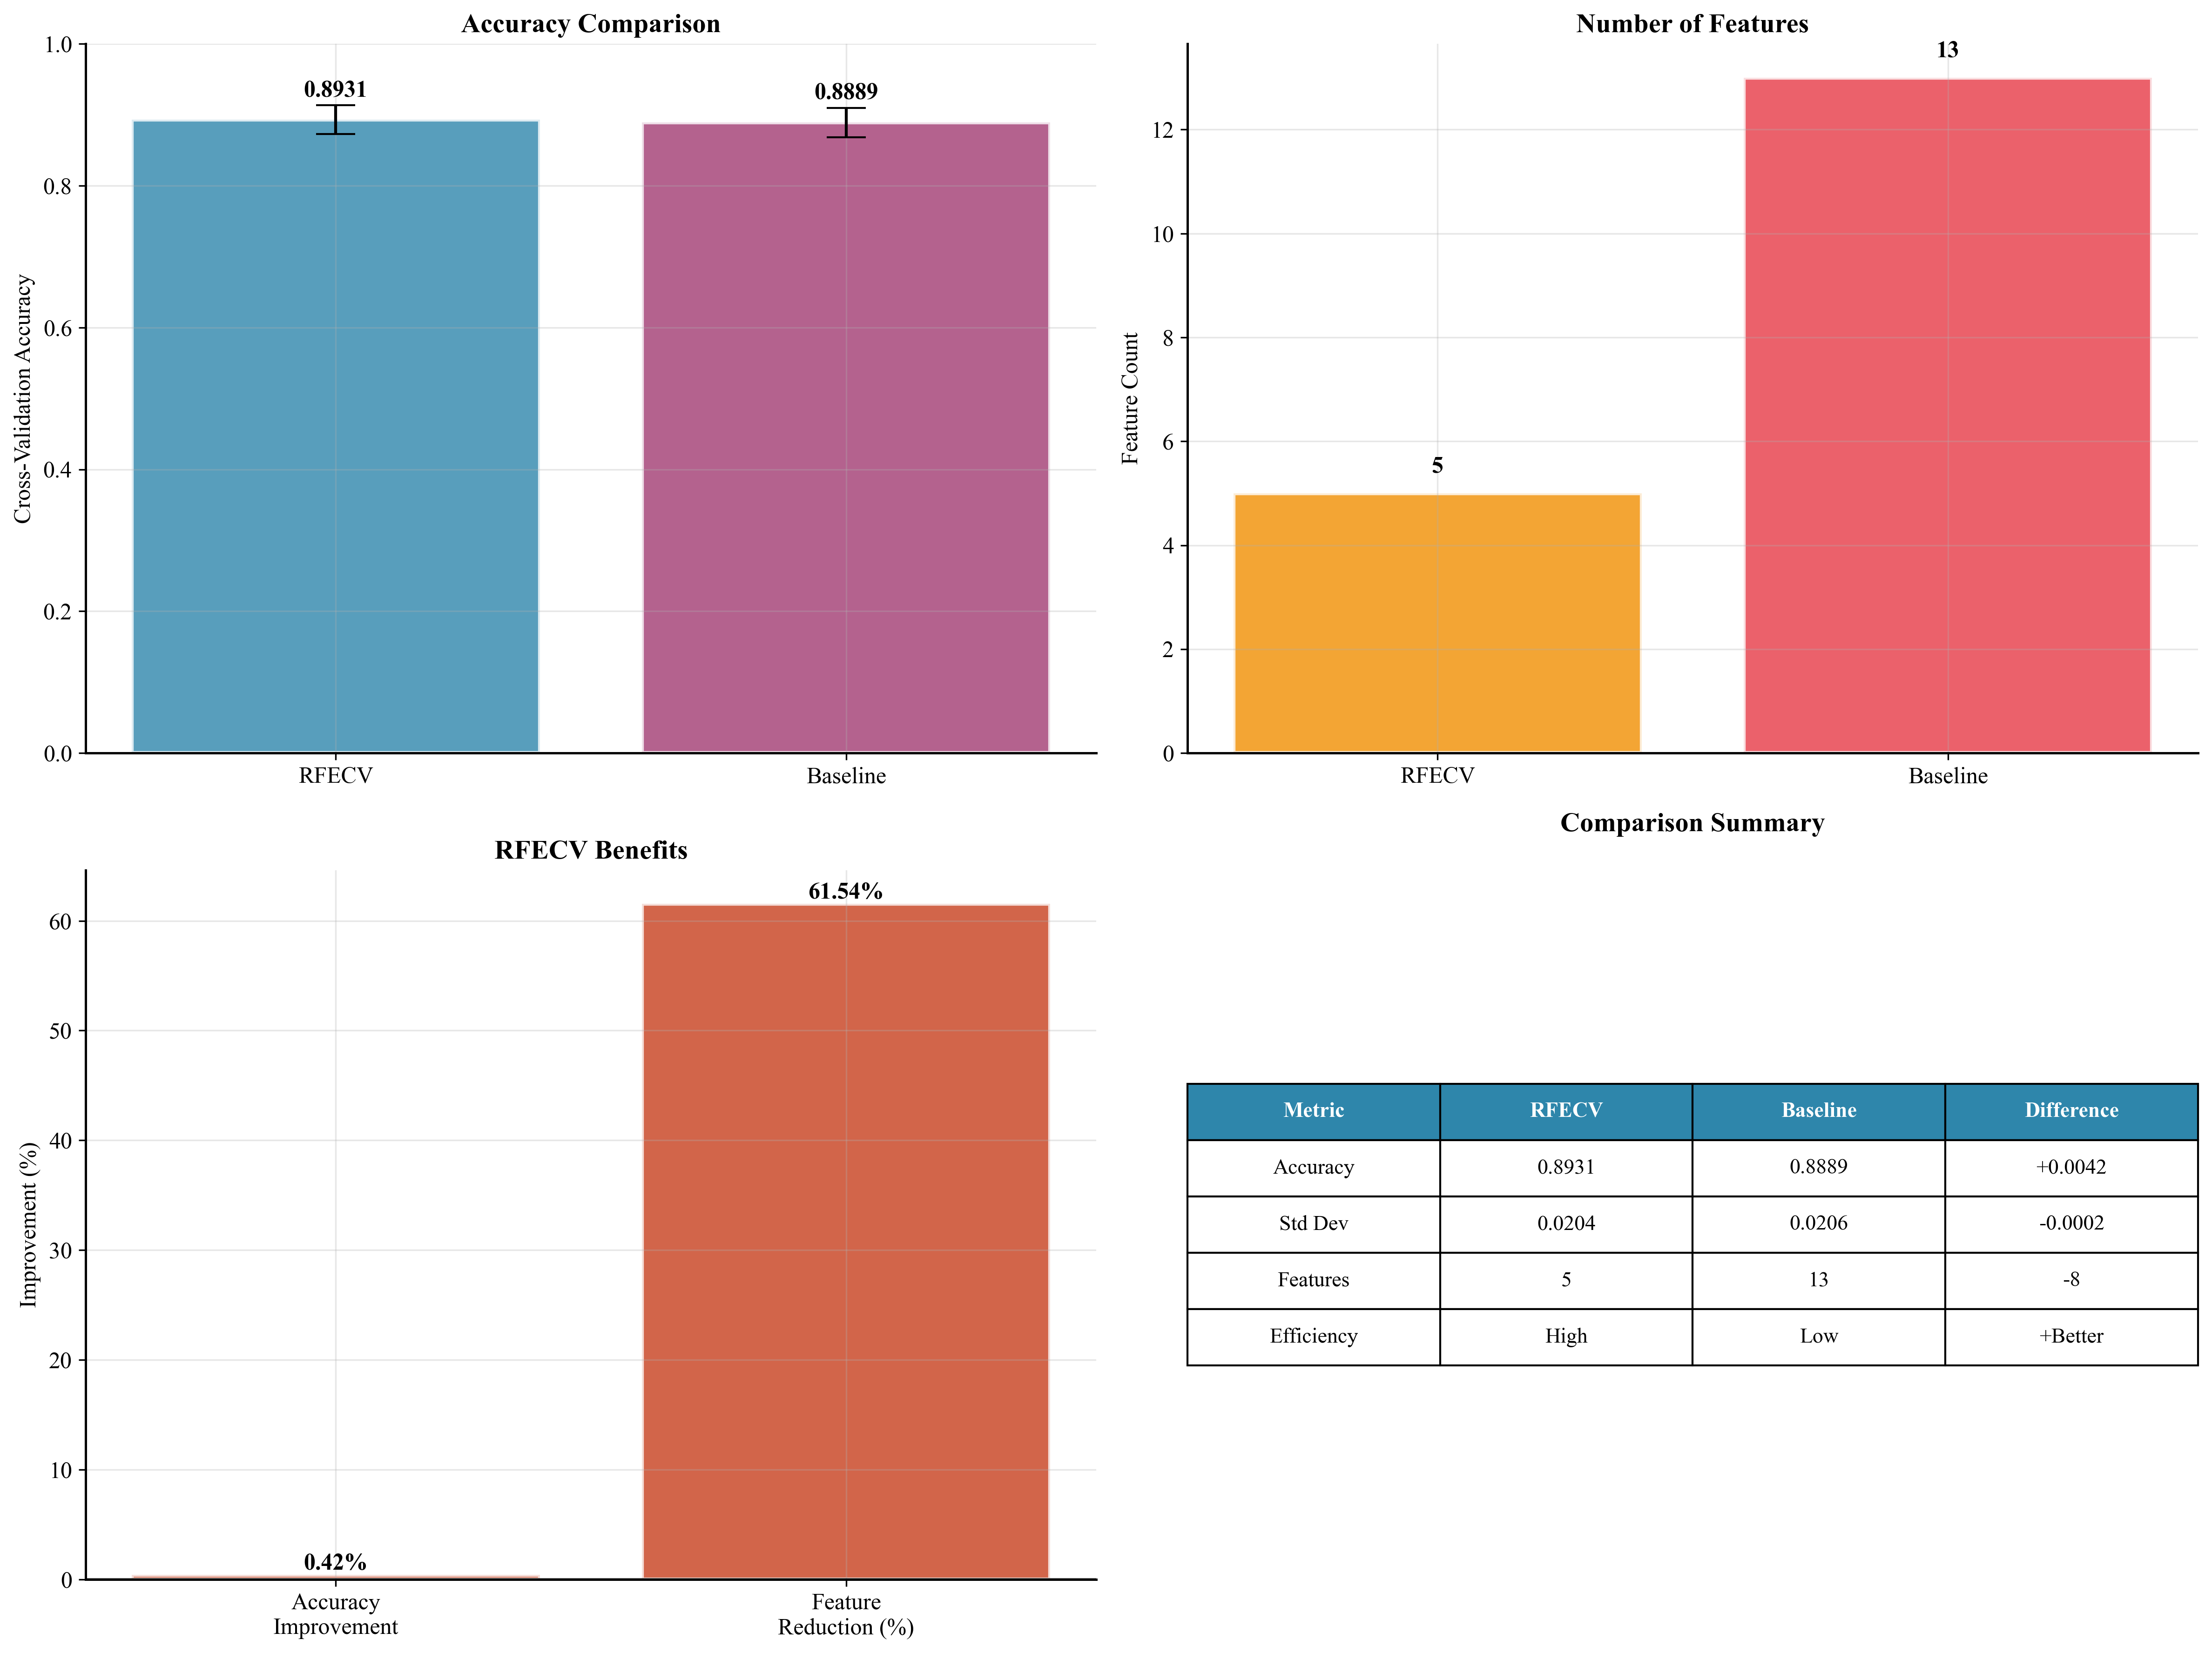 Accuracy Comparison
Cross-Validation Accuracy
1.0
0.8
0.6
0.4
0.2
0.0
0.8931
0.8889
RFECV
Baseline
Number of Features
Feature Count
12
10
8
6
4
2
0
5
13
RFECV
Baseline
RFECV Benefits
Improvement (%)
60
50
40
30
20
10
0
0.42%
61.54%
Accuracy
Improvement
Feature
Reduction (%)
Comparison Summary
Metric RFECV Baseline Difference
Accuracy 0.8931 0.8889 +0.0042
Std Dev 0.0204 0.0206 -0.0002
Features 5 13 -8
Efficiency High Low +Better